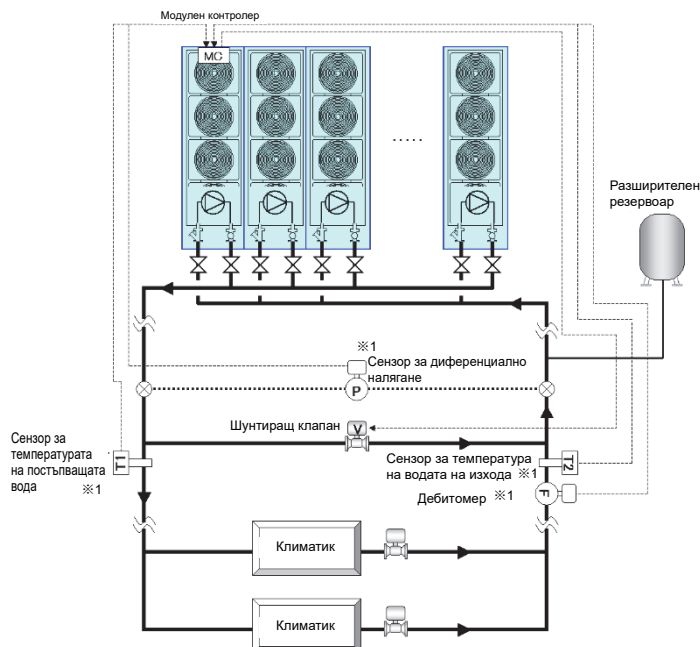 Модулен контролер
MC
.....
Разширителен
резервоар
※1
Сензор за диференциално
налягане
P
Шунтиращ клапан
V
Сензор за
температурата
на постъпващата
вода
※1
T1
Сензор за температура
на водата на изхода ※1
T2
Дебитомер ※1
F
Климатик
Климатик